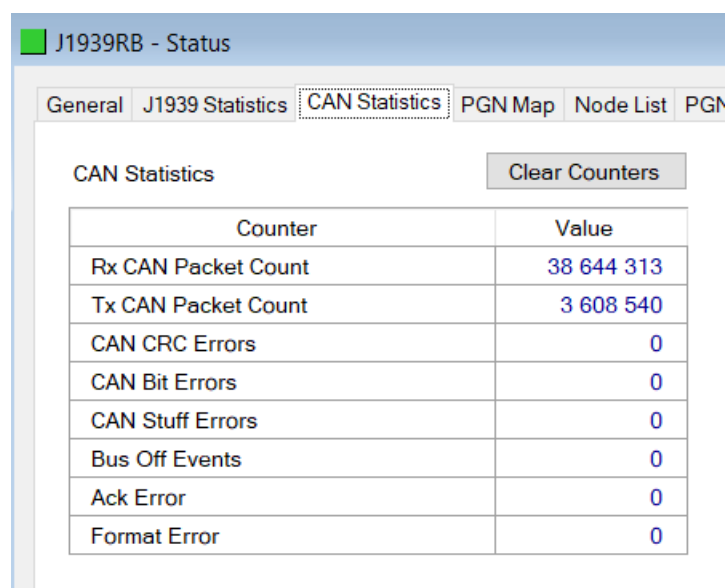 J1939RB - Status
General J1939 Statistics CAN Statistics PGN Map Node List PGN
CAN Statistics Clear Counters
Counter Value
Rx CAN Packet Count 38 644 313
Tx CAN Packet Count 3 608 540
CAN CRC Errors 0
CAN Bit Errors 0
CAN Stuff Errors 0
Bus Off Events 0
Ack Error 0
Format Error 0